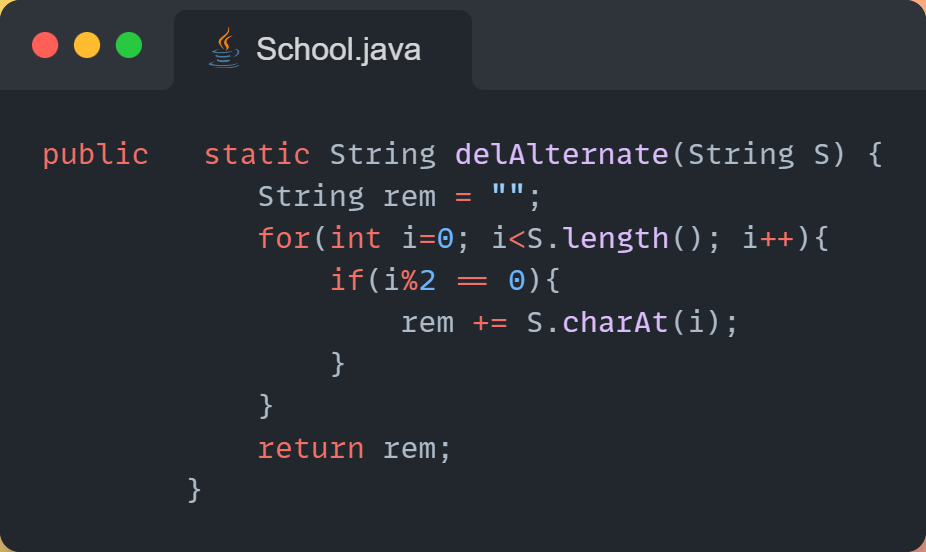 School.java
public   static String delAlternate(String S) {
            String rem = "";
            for(int i=0; i<S.length(); i++){
                if(i%2 == 0){
                    rem += S.charAt(i);
                }
            }
            return rem;
        }